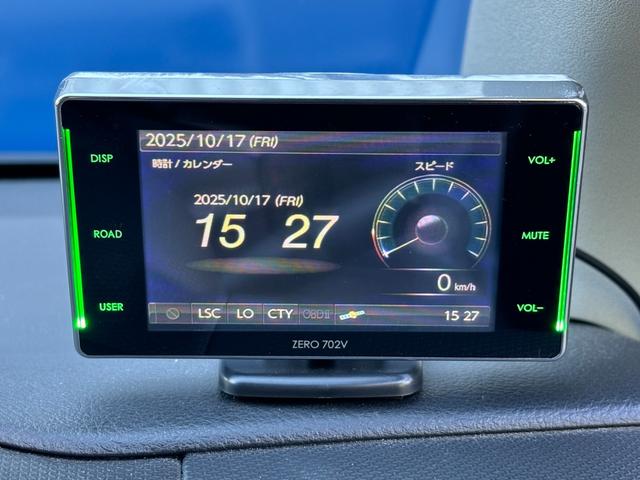 2025/10/17 (FRI)
時計 / カレンダー
スピード
2025/10/17 (FRI)
15 27
0 km/h
LSC LO CTY OBDII
15 27
DISP
ROAD
USER
VOL+
MUTE
VOL−
ZERO 702V